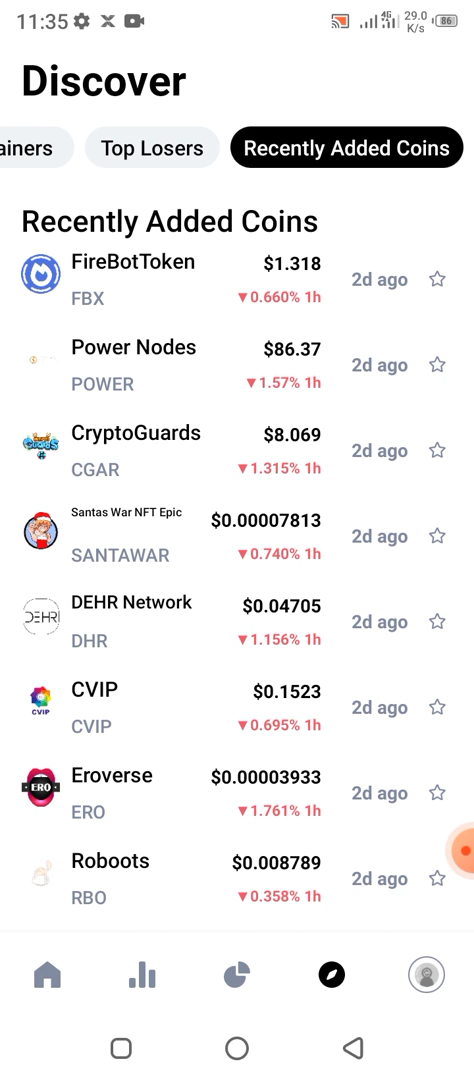 11:35 4G 29.0 K/s 86
Discover
ainers Top Losers Recently Added Coins
Recently Added Coins
FireBotToken $1.318
2d ago
FBX ▼0.660% 1h
Power Nodes $86.37
2d ago
POWER ▼1.57% 1h
CryptoGuards $8.069
2d ago
CGAR ▼1.315% 1h
Santas War NFT Epic $0.00007813
2d ago
SANTAWAR ▼0.740% 1h
DEHRI DEHR Network $0.04705
2d ago
DHR ▼1.156% 1h
CVIP $0.1523
CVIP 2d ago
CVIP ▼0.695% 1h
Eroverse $0.00003933
ERO 2d ago
ERO ▼1.761% 1h
Roboots $0.008789
2d ago
RBO ▼0.358% 1h